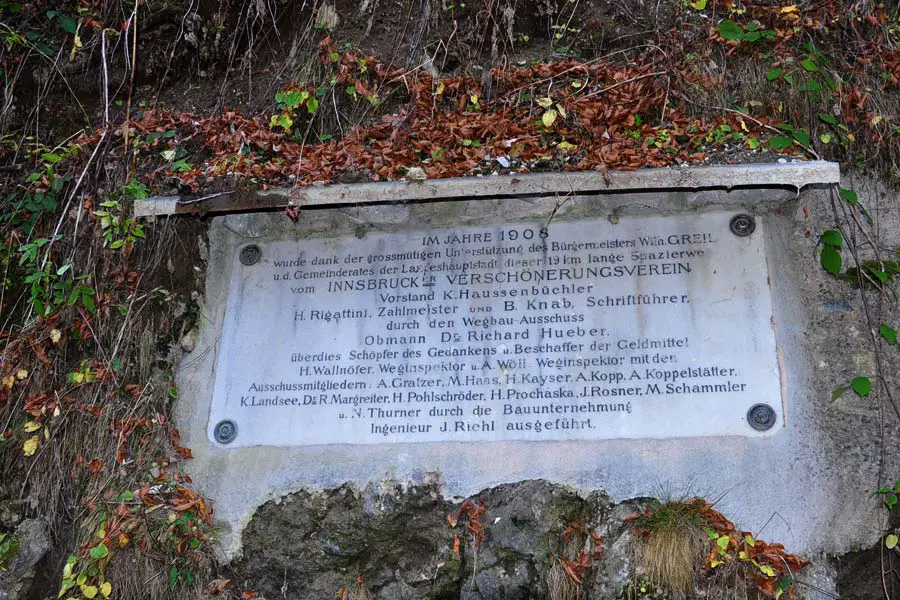 IM JAHRE 1908
wurde dank der grossmütigen Unterstützung des Bürgermeisters Wilh. GREIL
u.d. Gemeinderates der Landeshauptstadt dieser 19 km lange Spazierwe
vom INNSBRUCKER VERSCHÖNERUNGSVEREIN
Vorstand K. Haussenbüchler
H. Rigattini, Zahlmeister UND B. Knab, Schriftführer,
durch den Wegbau-Ausschuss
Obmann Dr Richard Hueber,
überdies Schöpfer des Gedankens u. Beschaffer der Geldmittel
H. Wallnöfer, Weginspektor u. A. Wölf Weginspektor mit den
Ausschussmitgliedern: A. Gratzer, M. Haas, H. Kayser, A. Kopp, A. Koppelstätter,
K. Landsee, Dr R. Margreiter, H. Pohlschröder, H. Prochaska, J. Rosner, M. Schammler
u. N. Thurner durch die Bauunternehmung
Ingenieur J. Riehl ausgeführt.